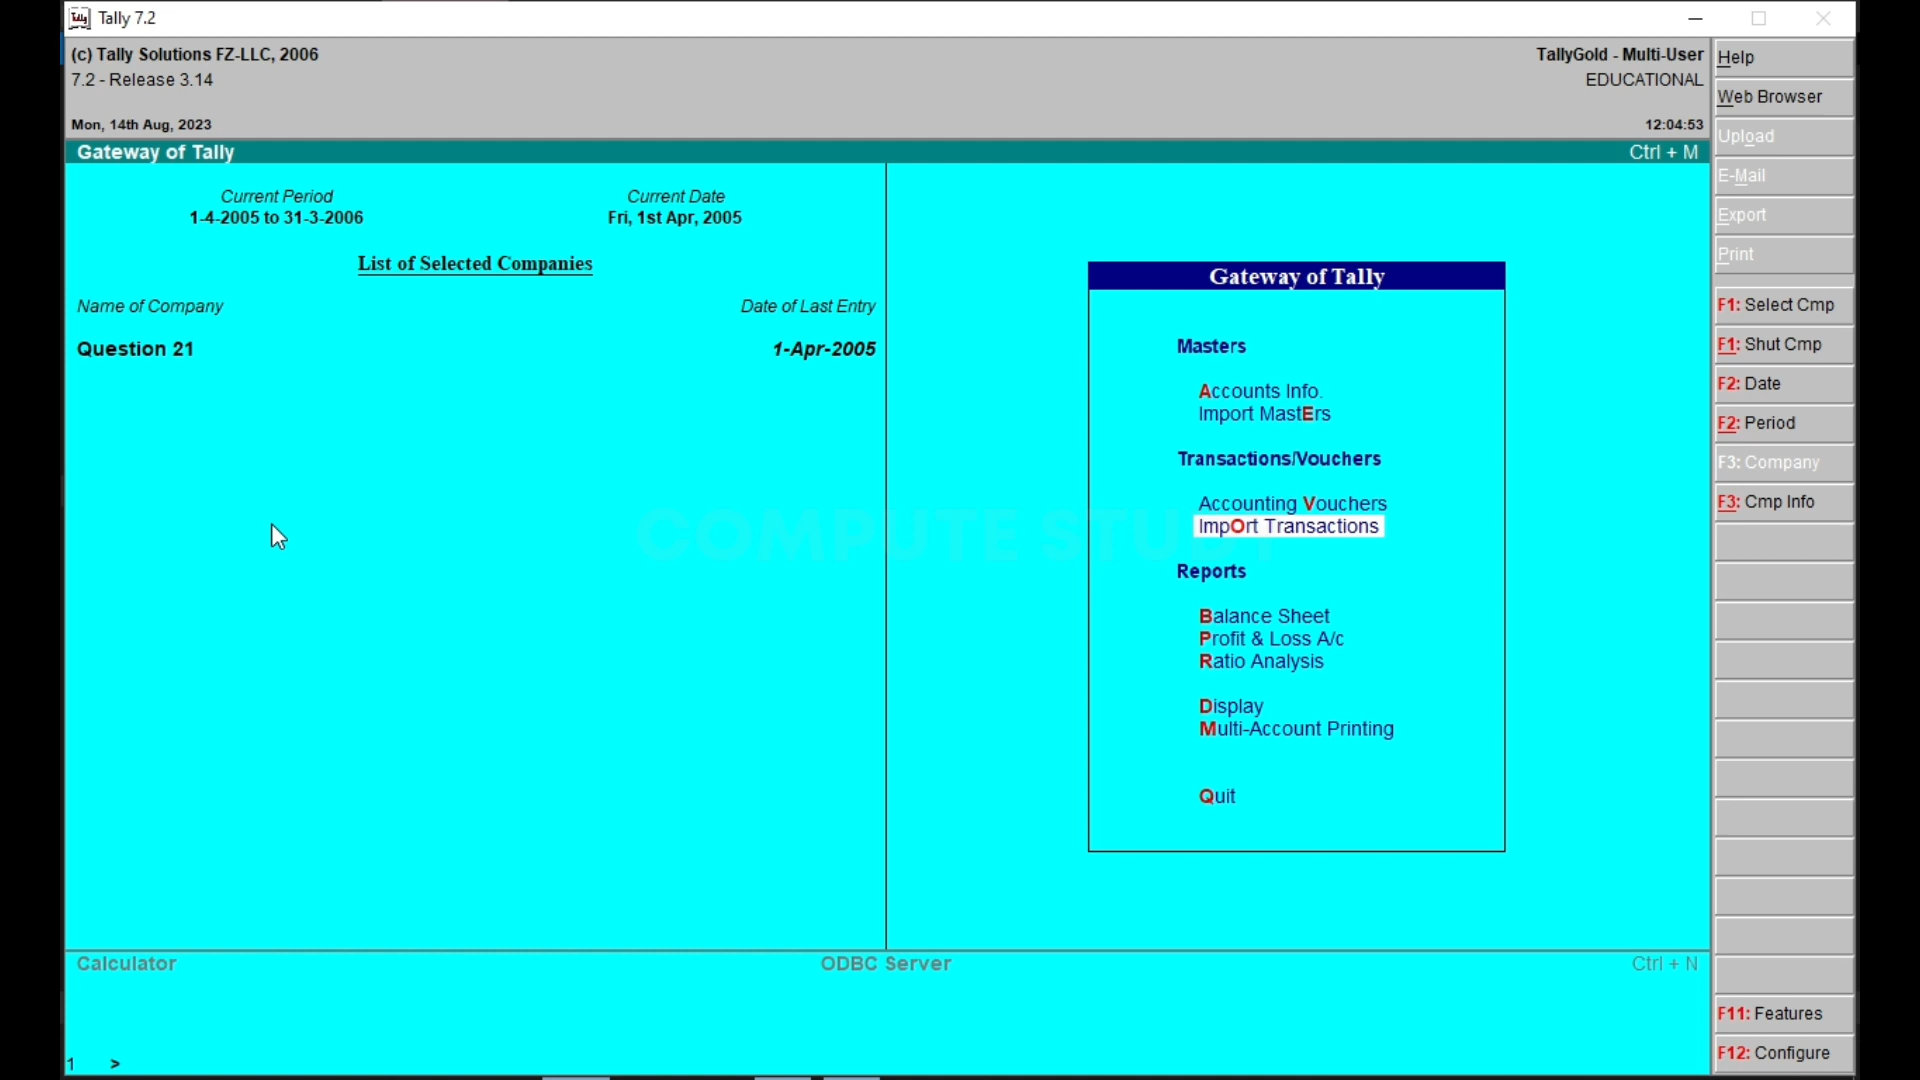 Tally 7.2
(c) Tally Solutions FZ-LLC, 2006
TallyGold - Multi-User
7.2 - Release 3.14
EDUCATIONAL
Mon, 14th Aug, 2023
12:04:53
Gateway of Tally
Ctrl + M
Current Period
Current Date
1-4-2005 to 31-3-2006
Fri, 1st Apr, 2005
List of Selected Companies
Name of Company
Date of Last Entry
Question 21
1-Apr-2005
Gateway of Tally
Masters
Accounts Info.
Import MastErs
Transactions/Vouchers
Accounting Vouchers
ImpOrt Transactions
COMPUTE STUDY
Reports
Balance Sheet
Profit & Loss A/c
Ratio Analysis
Display
Multi-Account Printing
Quit
Help
Web Browser
Upload
E-Mail
Export
Print
F1: Select Cmp
F1: Shut Cmp
F2: Date
F2: Period
F3: Company
F3: Cmp Info
F11: Features
F12: Configure
Calculator
ODBC Server
Ctrl + N
1 >